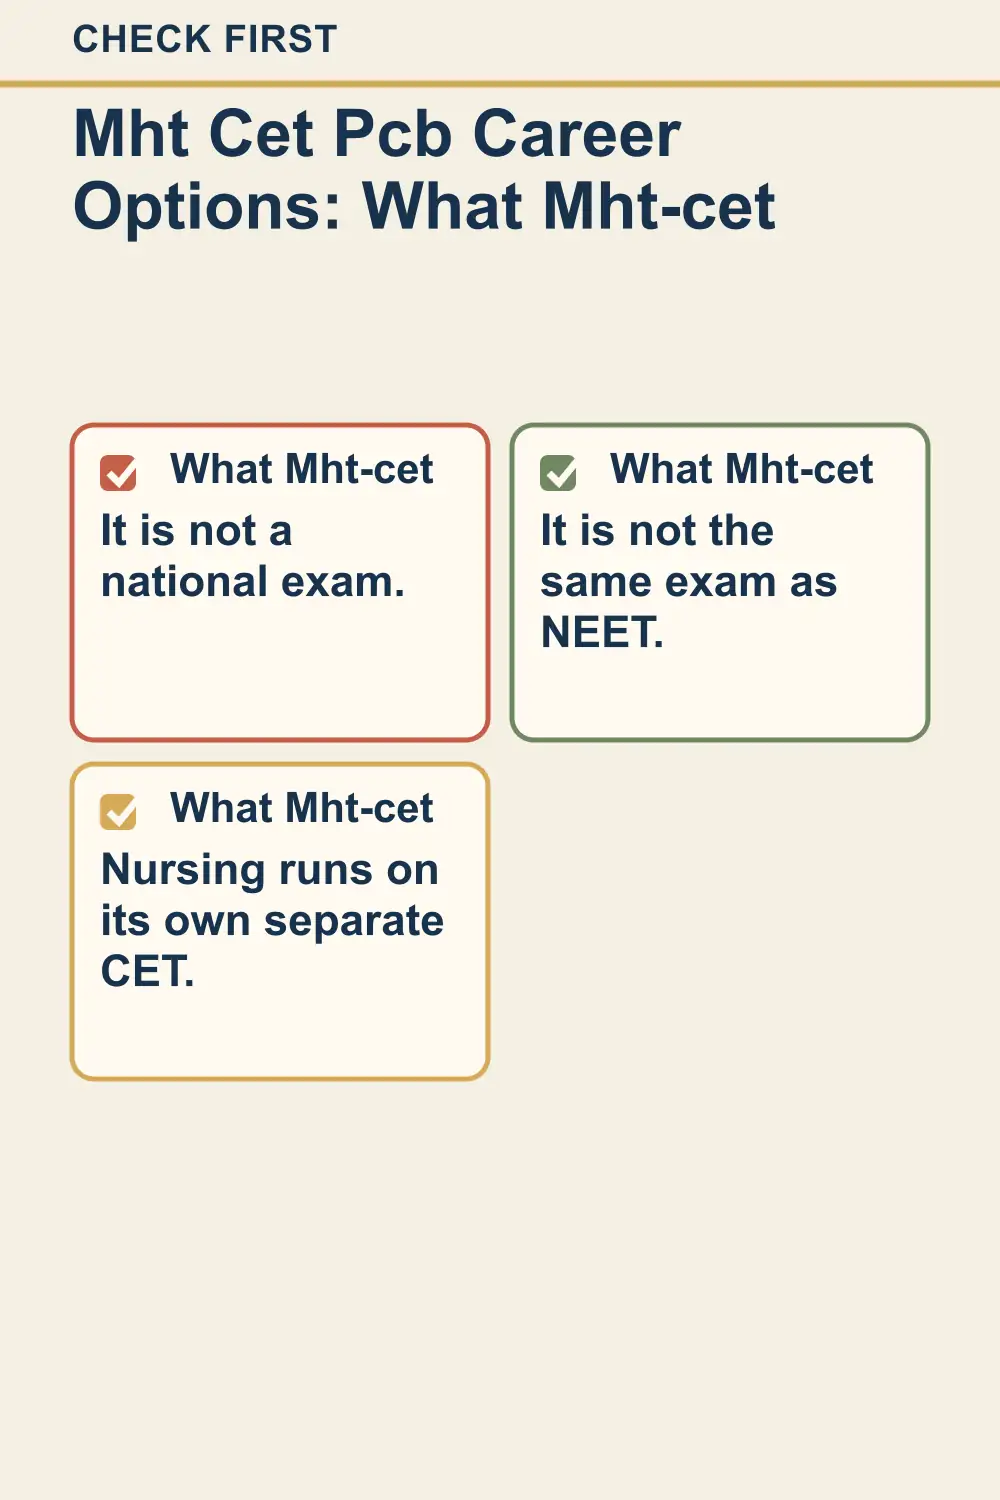 CHECK FIRST
Mht Cet Pcb Career
Options: What Mht-cet
What Mht-cet
It is not a
national exam.
What Mht-cet
It is not the
same exam as
NEET.
What Mht-cet
Nursing runs on
its own separate
CET.